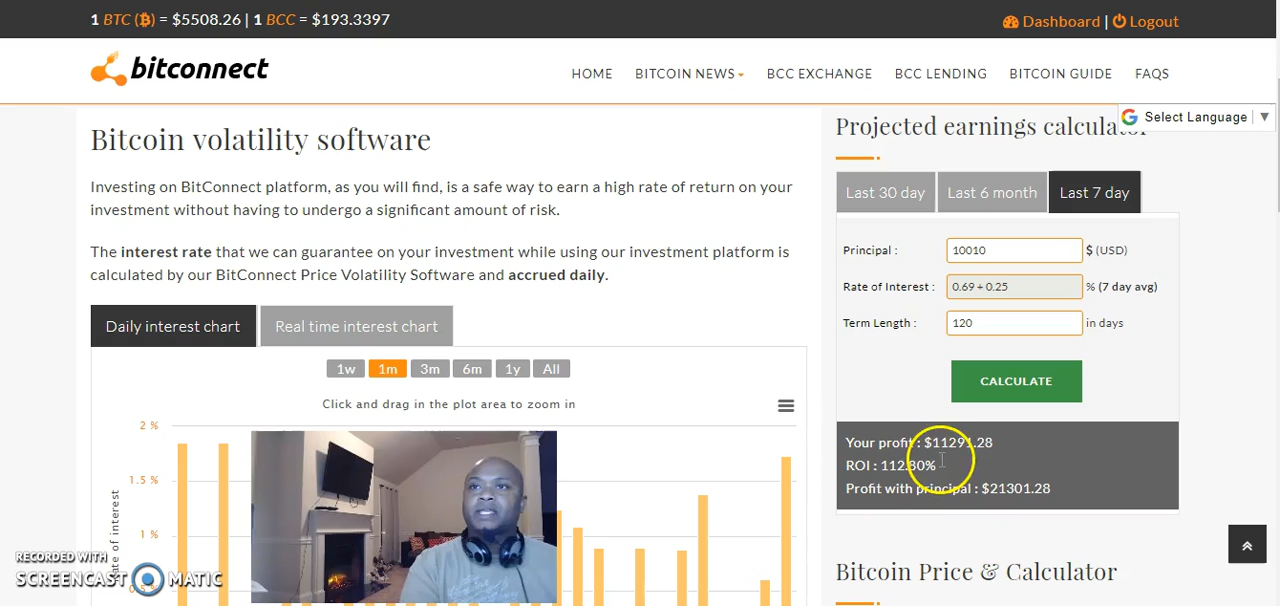 1 BTC (₿) = $5508.26 | 1 BCC = $193.3397
Dashboard | Logout
bitconnect
HOME BITCOIN NEWS BCC EXCHANGE BCC LENDING BITCOIN GUIDE FAQS
Select Language
Bitcoin volatility software
Investing on BitConnect platform, as you will find, is a safe way to earn a high rate of return on your
investment without having to undergo a significant amount of risk.
The interest rate that we can guarantee on your investment while using our investment platform is
calculated by our BitConnect Price Volatility Software and accrued daily.
Daily interest chart Real time interest chart
1w 1m 3m 6m 1y All
Click and drag in the plot area to zoom in
2 %
1.5 %
1 %
0.5 %
rate of interest
RECORDED WITH
SCREENCAST MATIC
Projected earnings calculator
Last 30 day Last 6 month Last 7 day
Principal : 10010 $ (USD)
Rate of Interest : 0.69 + 0.25 % (7 day avg)
Term Length : 120 in days
CALCULATE
Your profit : $11291.28
ROI : 112.80%
Profit with principal : $21301.28
Bitcoin Price & Calculator